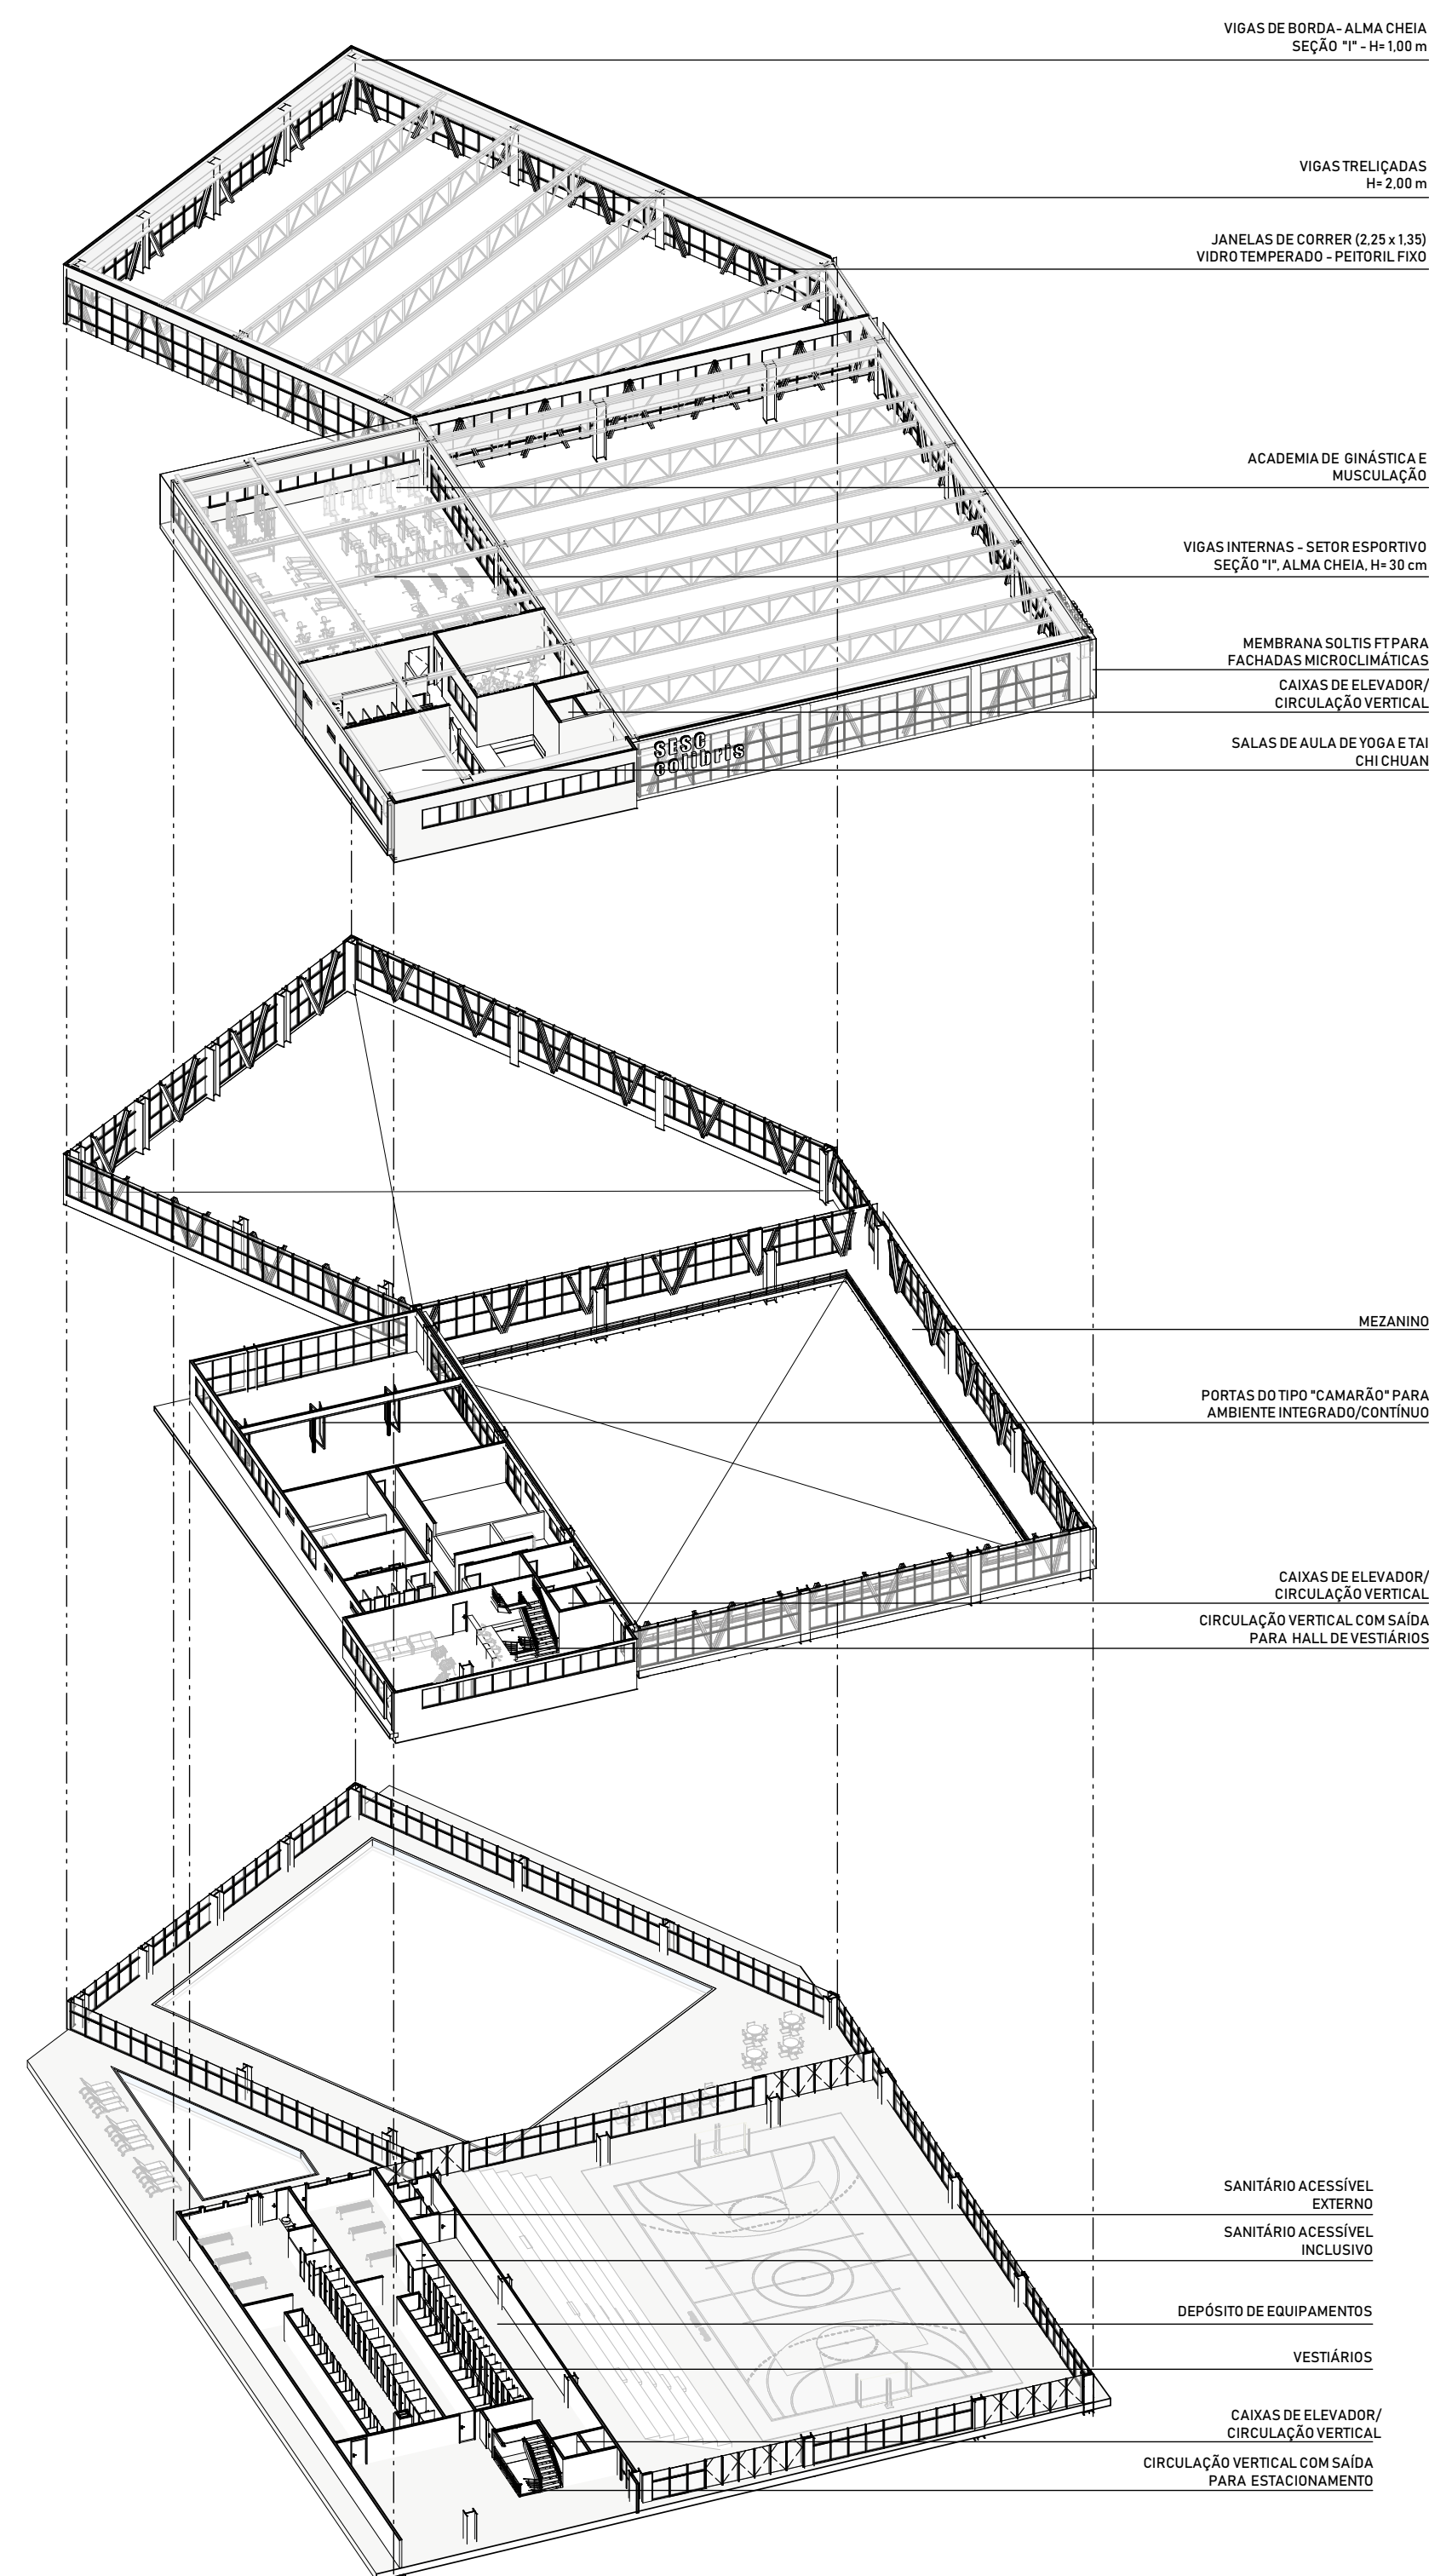 VIGAS DE BORDA- ALMA CHEIA
SEÇÃO "I" - H= 1,00 m
VIGAS TRELIÇADAS
H= 2,00 m
JANELAS DE CORRER (2,25 x 1,35)
VIDRO TEMPERADO - PEITORIL FIXO
ACADEMIA DE GINÁSTICA E
MUSCULAÇÃO
VIGAS INTERNAS - SETOR ESPORTIVO
SEÇÃO "I", ALMA CHEIA, H= 30 cm
MEMBRANA SOLTIS FT PARA
FACHADAS MICROCLIMÁTICAS
CAIXAS DE ELEVADOR/
CIRCULAÇÃO VERTICAL
SALAS DE AULA DE YOGA E TAI
CHI CHUAN
SESC
colibris
MEZANINO
PORTAS DO TIPO "CAMARÃO" PARA
AMBIENTE INTEGRADO/CONTÍNUO
CAIXAS DE ELEVADOR/
CIRCULAÇÃO VERTICAL
CIRCULAÇÃO VERTICAL COM SAÍDA
PARA HALL DE VESTIÁRIOS
SANITÁRIO ACESSÍVEL
EXTERNO
SANITÁRIO ACESSÍVEL
INCLUSIVO
DEPÓSITO DE EQUIPAMENTOS
VESTIÁRIOS
CAIXAS DE ELEVADOR/
CIRCULAÇÃO VERTICAL
CIRCULAÇÃO VERTICAL COM SAÍDA
PARA ESTACIONAMENTO